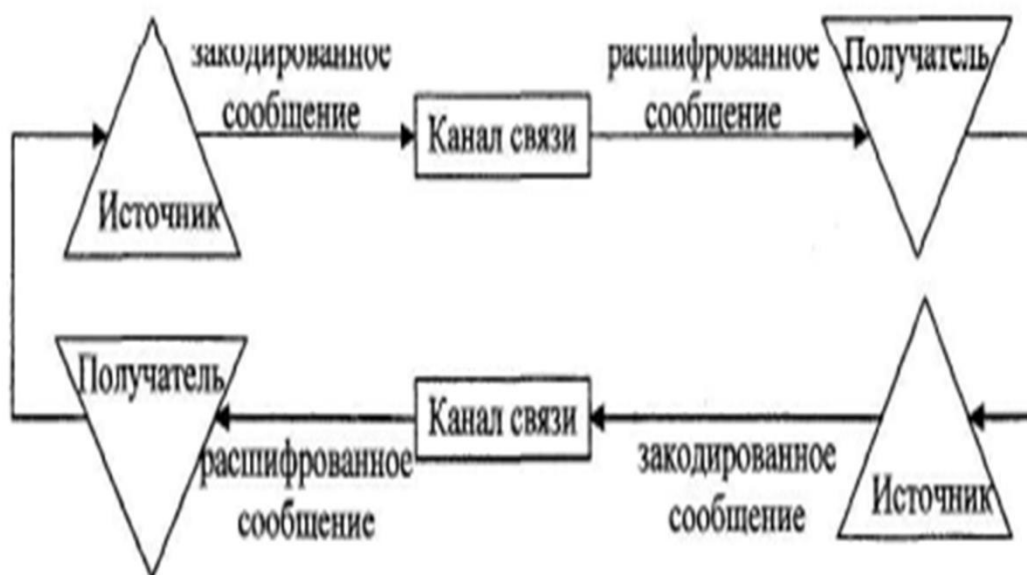 закодированное
сообщение
Канал связи
расшифрованное
сообщение
Получатель
Источник
Получатель
расшифрованное
сообщение
Канал связи
закодированное
сообщение
Источник